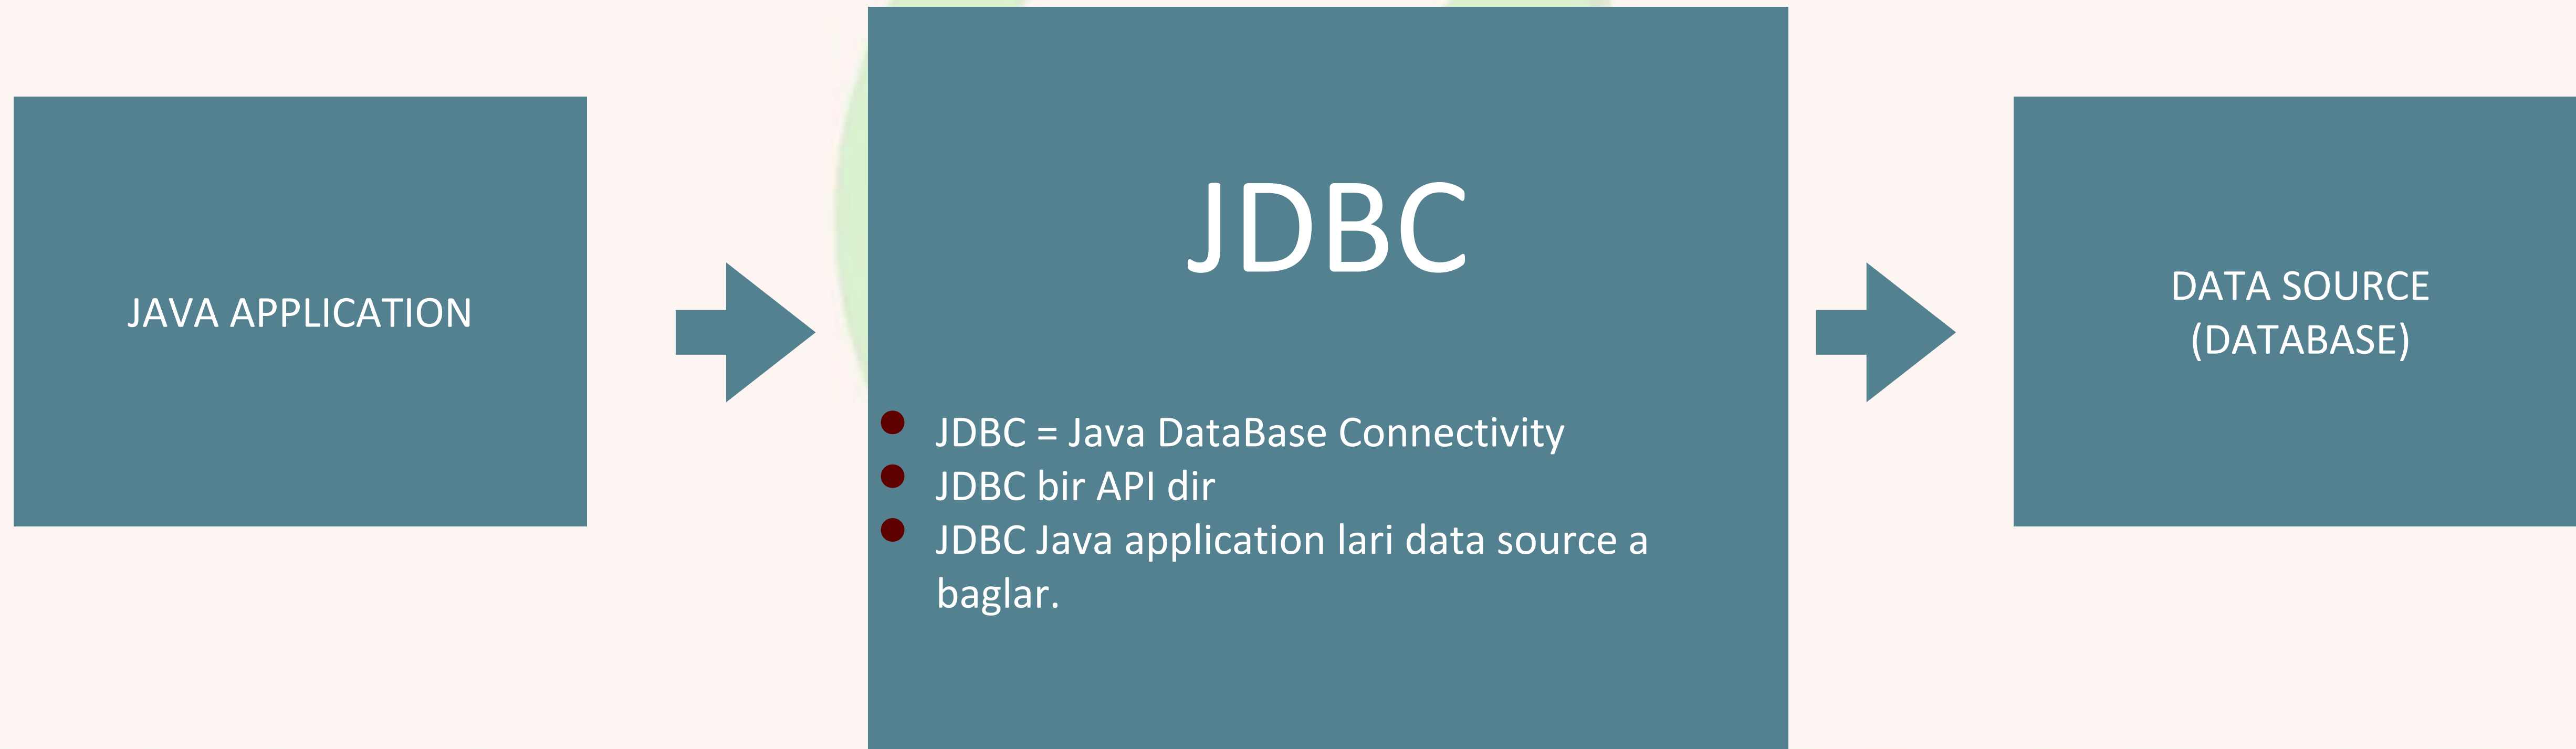 JAVA APPLICATION
JDBC
JDBC = Java DataBase Connectivity
JDBC bir API dir
JDBC Java application lari data source a
baglar.
DATA SOURCE
(DATABASE)